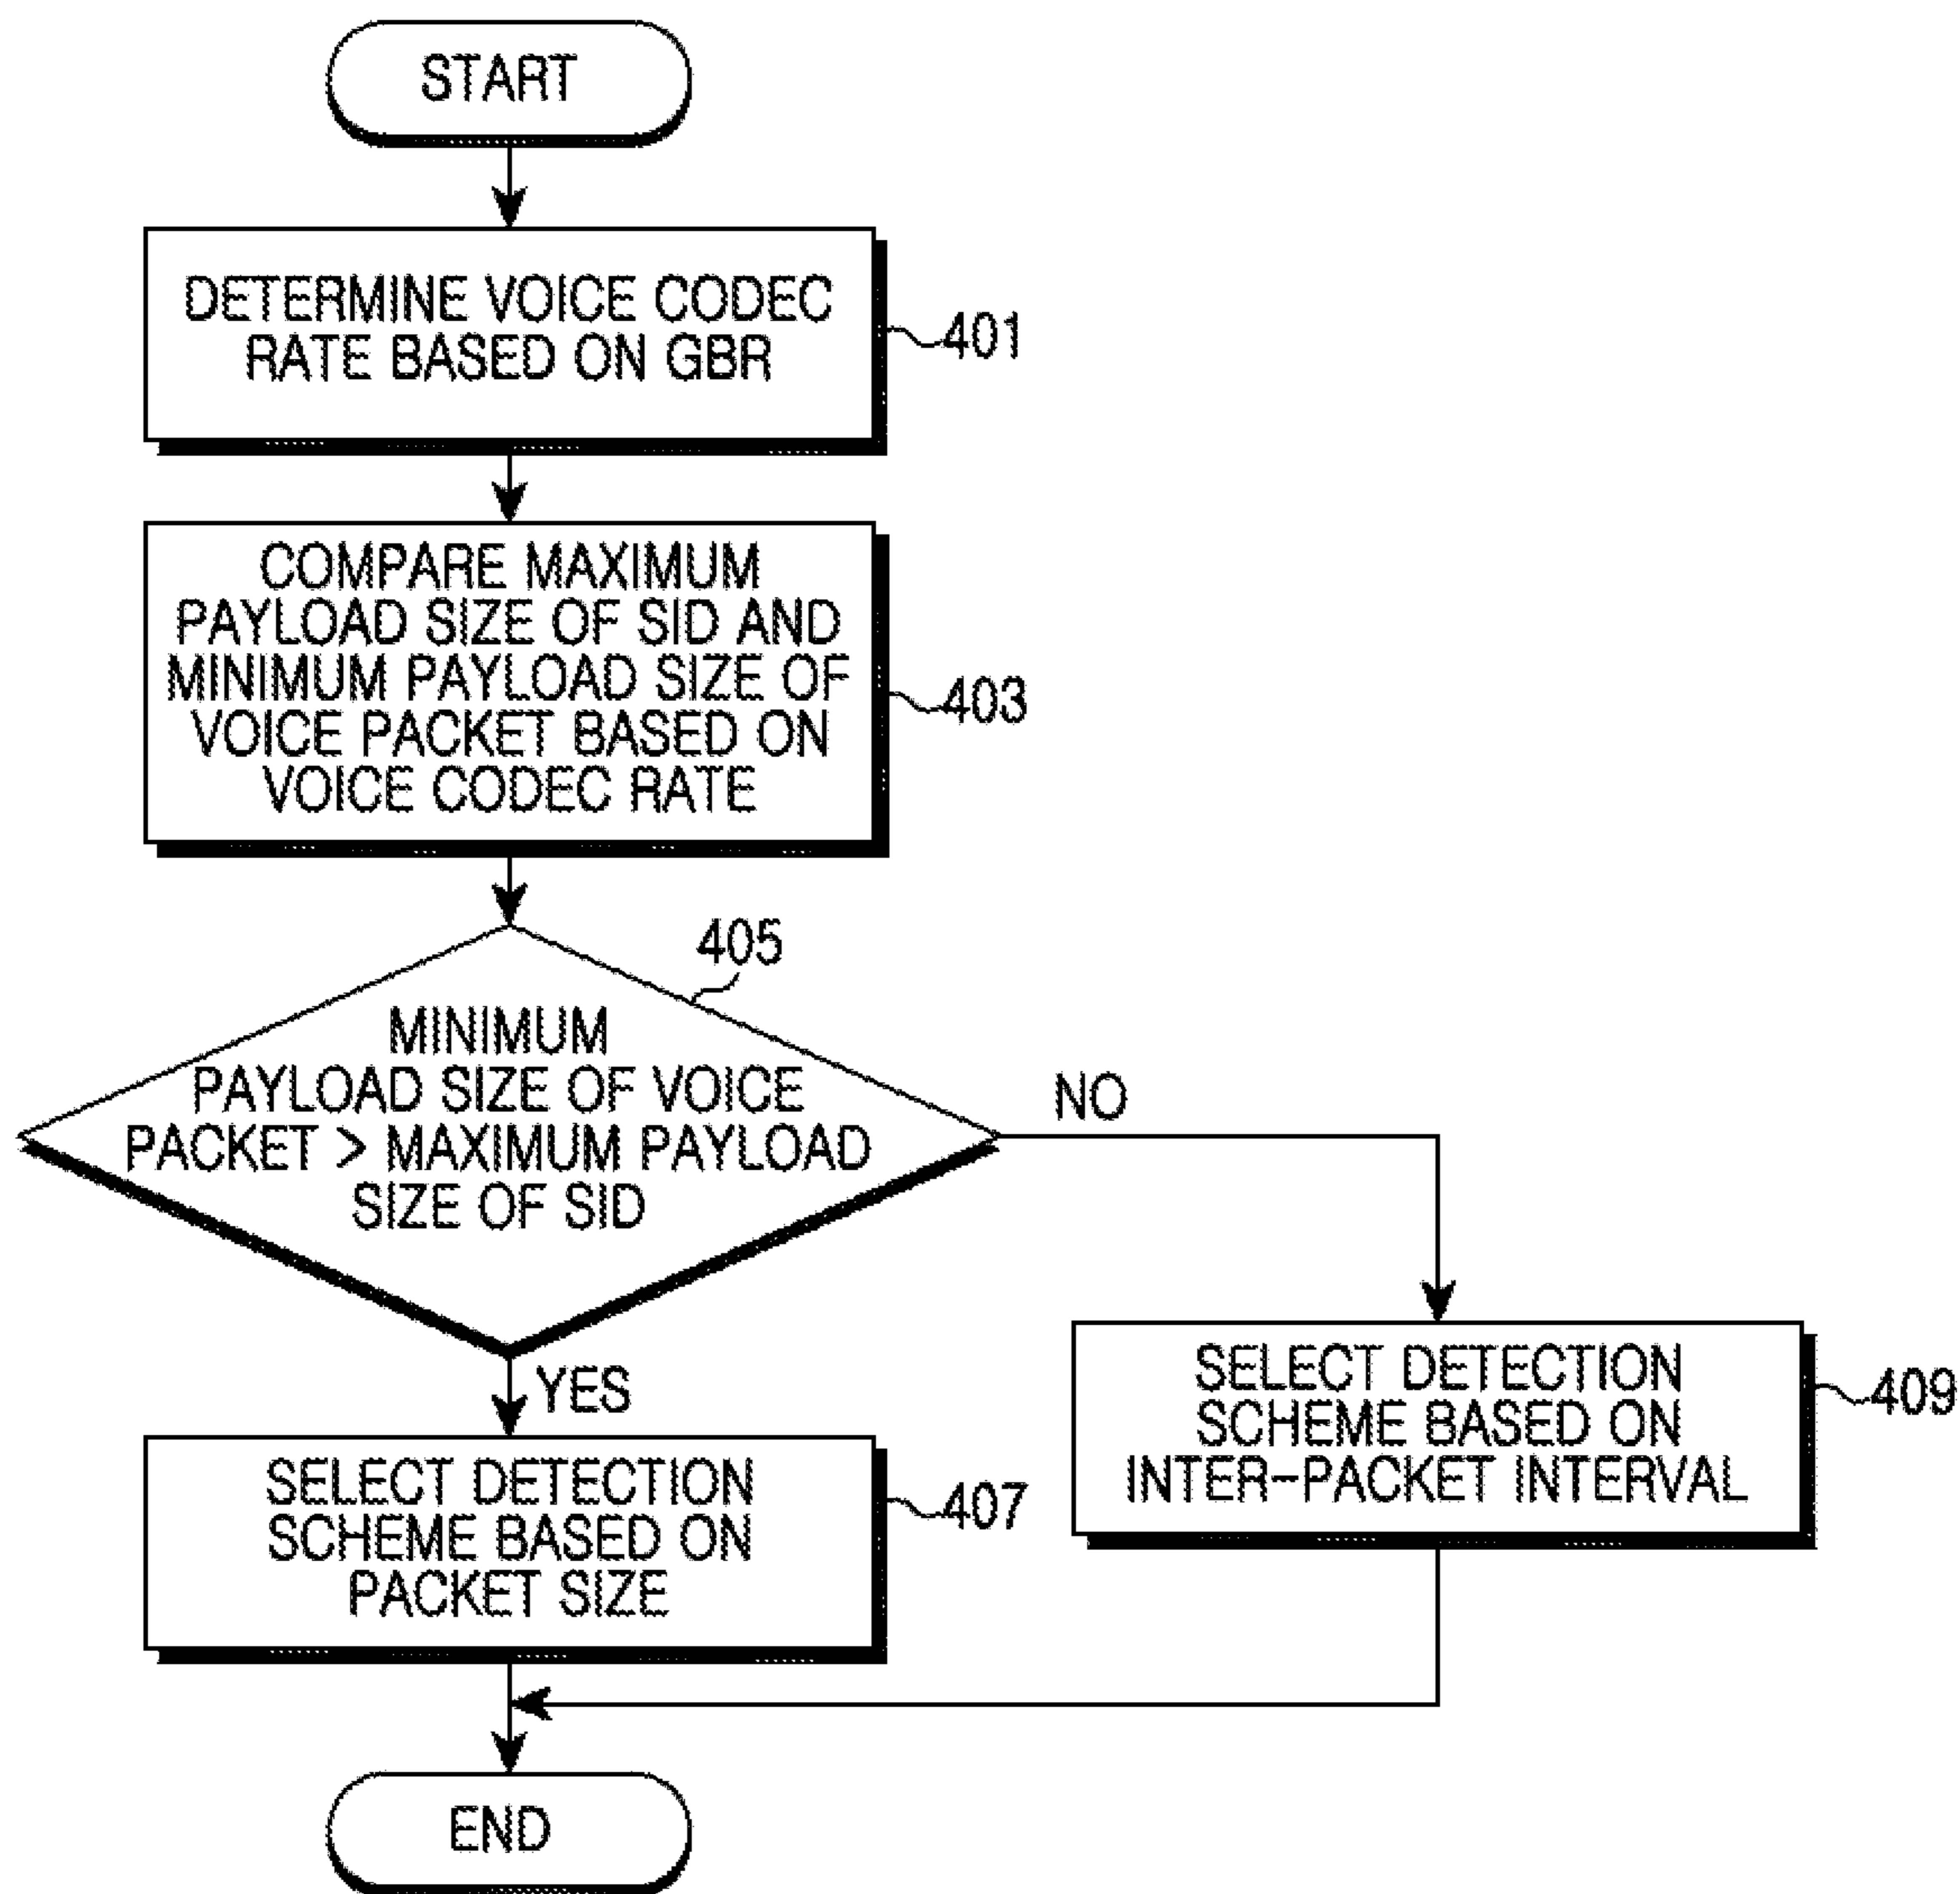 START
DETERMINE VOICE CODEC
RATE BASED ON GBR
401
COMPARE MAXIMUM
PAYLOAD SIZE OF SID AND
MINIMUM PAYLOAD SIZE OF
VOICE PACKET BASED ON
VOICE CODEC RATE
403
405
MINIMUM
PAYLOAD SIZE OF VOICE
PACKET > MAXIMUM PAYLOAD
SIZE OF SID
NO
YES
SELECT DETECTION
SCHEME BASED ON
PACKET SIZE
407
SELECT DETECTION
SCHEME BASED ON
INTER-PACKET INTERVAL
409
END